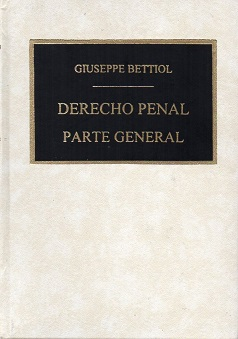 GIUSEPPE BETTIOL
DERECHO PENAL
PARTE GENERAL